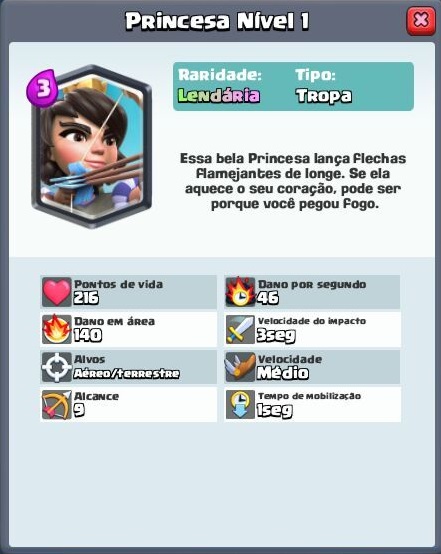 Princesa Nível 1
3
Raridade: Tipo:
Lendária Tropa
Essa bela Princesa lança flechas
flamejantes de longe. Se ela
aquece o seu coração, pode ser
porque você pegou fogo.
Pontos de vida
216
Dano por segundo
46
Dano em área
140
Velocidade do impacto
3seg
Alvos
Aéreo/terrestre
Velocidade
Médio
Alcance
9
Tempo de mobilização
1seg